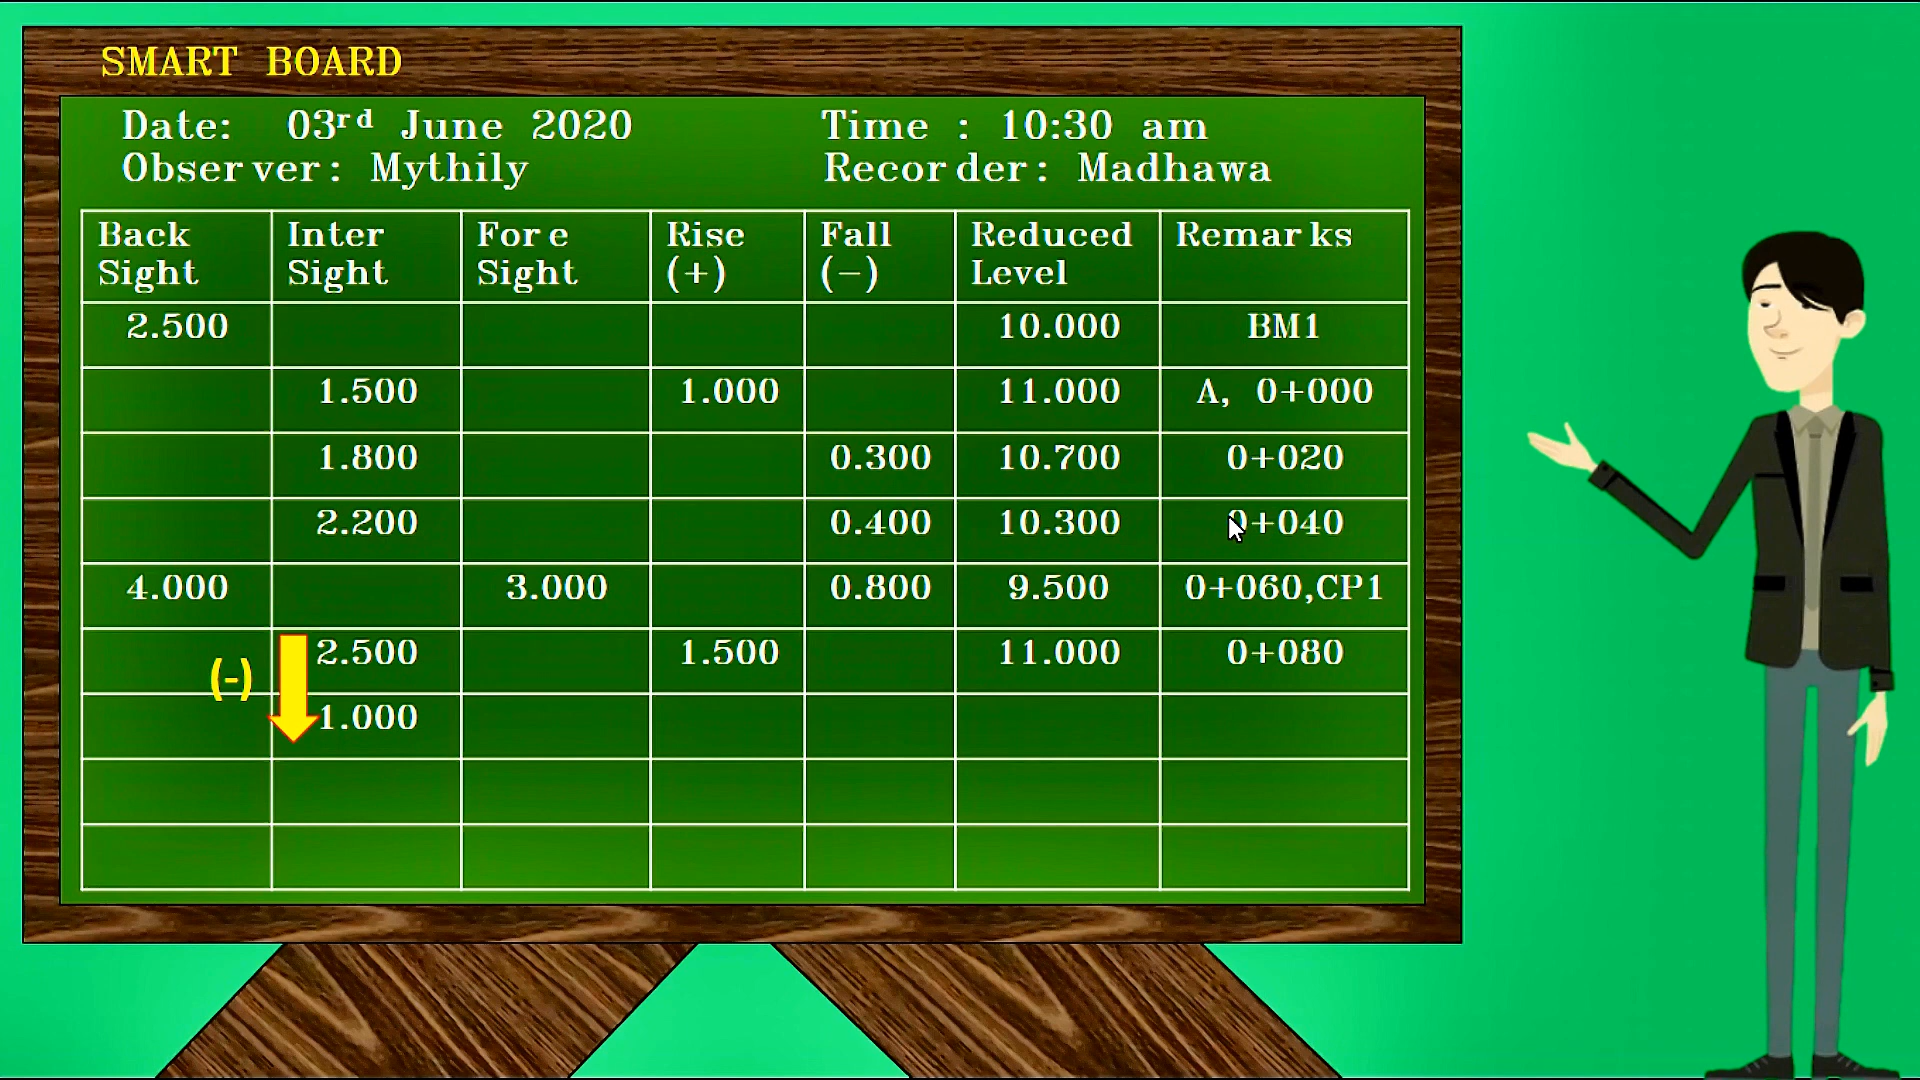 SMART BOARD
Date: 03rd June 2020 Time : 10:30 am
Observer: Mythily Recorder: Madhawa
Back Sight Inter Sight Fore Sight Rise (+) Fall (-) Reduced Level Remarks
2.500 10.000 BM1
1.500 1.000 11.000 A, 0+000
1.800 0.300 10.700 0+020
2.200 0.400 10.300 0+040
4.000 3.000 0.800 9.500 0+060,CP1
2.500 1.500 11.000 0+080
(-)
1.000